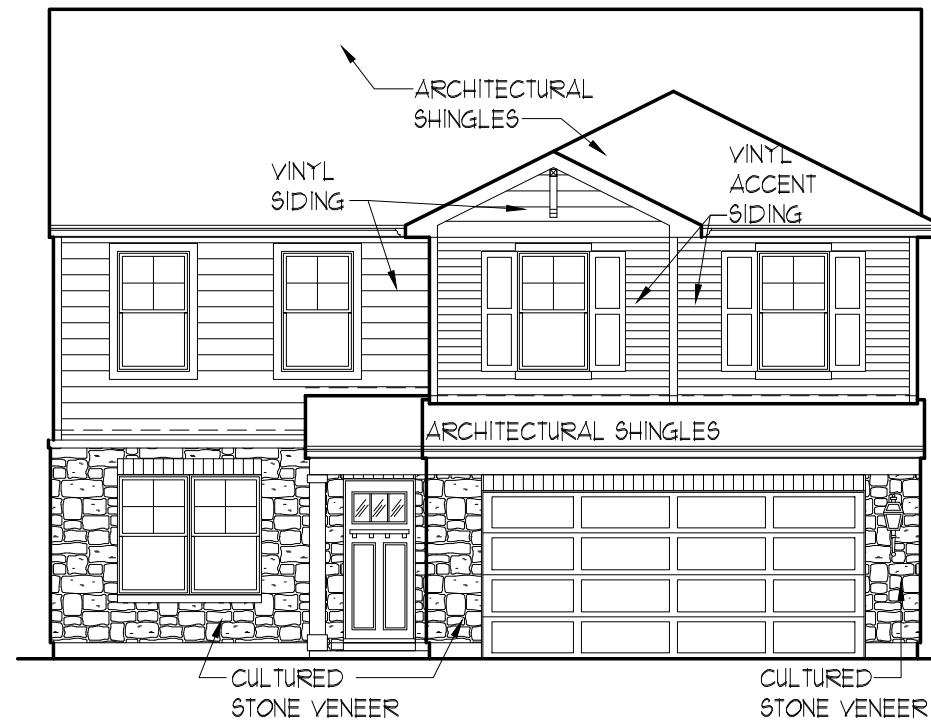 ARCHITECTURAL
SHINGLES
VINYL
SIDING
VINYL
ACCENT
SIDING
ARCHITECTURAL SHINGLES
CULTURED
STONE VENEER
CULTURED
STONE VENEER